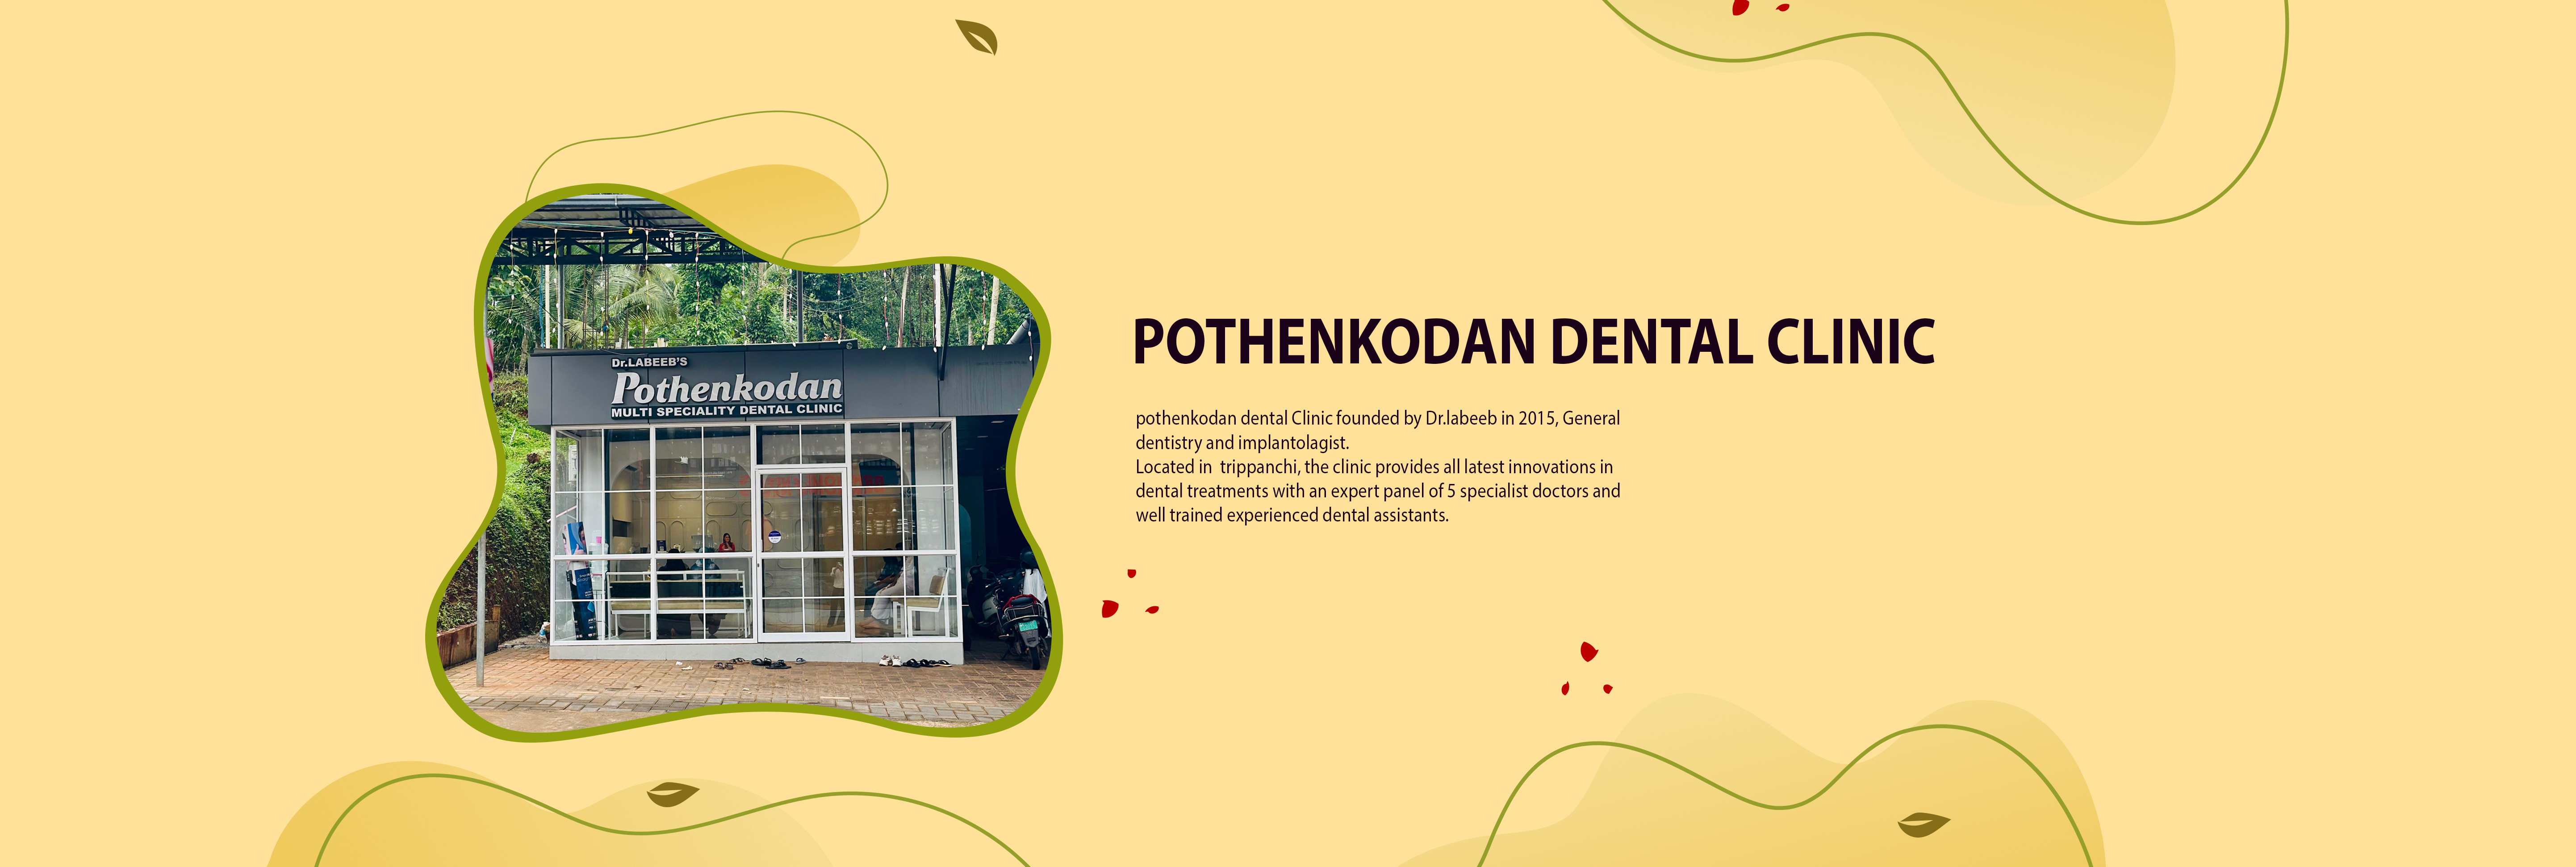 Dr.LABEEB'S
Pothenkodan
MULTI SPECIALITY DENTAL CLINIC
POTHENKODAN DENTAL CLINIC
pothenkodan dental Clinic founded by Dr.labeeb in 2015, General
dentistry and implantolagist.
Located in  trippanchi, the clinic provides all latest innovations in
dental treatments with an expert panel of 5 specialist doctors and
well trained experienced dental assistants.